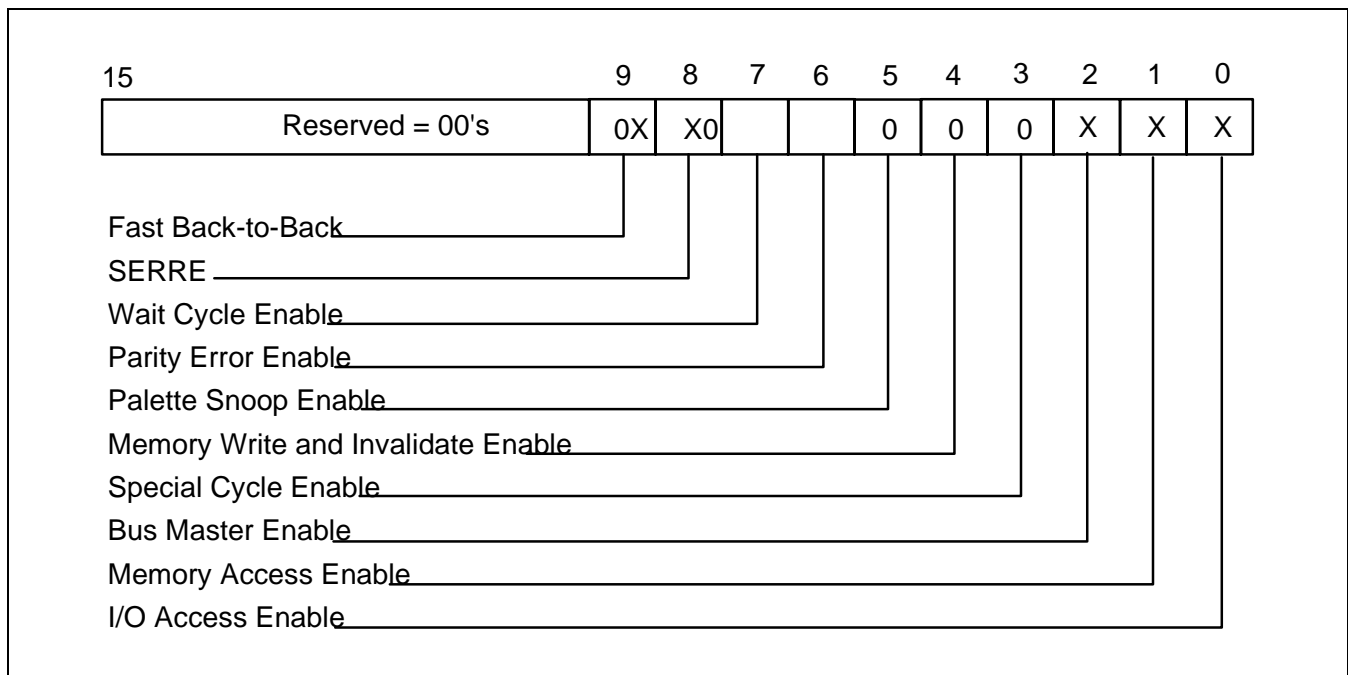 15 9 8 7 6 5 4 3 2 1 0
Reserved = 00's 0X X0 0 0 0 X X X
Fast Back-to-Back
SERRE
Wait Cycle Enable
Parity Error Enable
Palette Snoop Enable
Memory Write and Invalidate Enable
Special Cycle Enable
Bus Master Enable
Memory Access Enable
I/O Access Enable